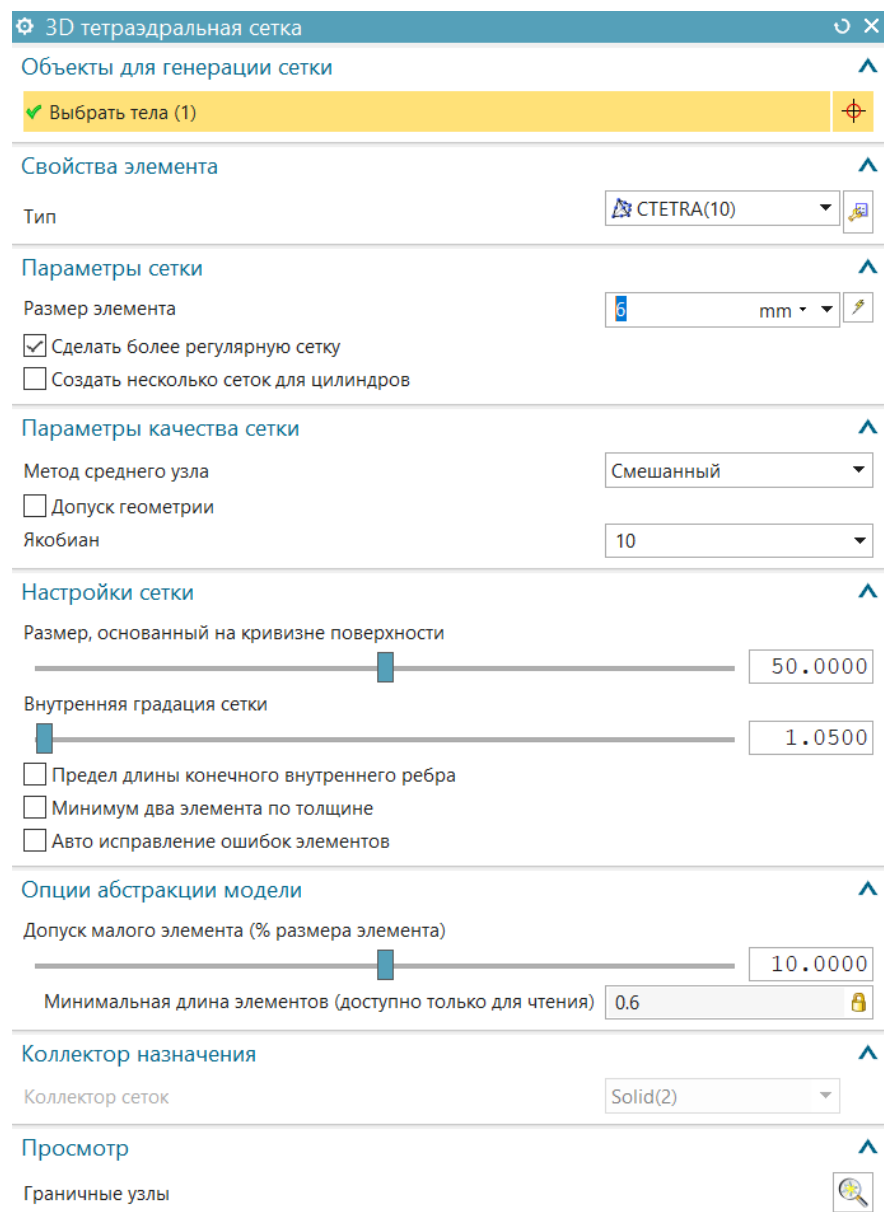 3D тетраэдральная сетка
Объекты для генерации сетки
Выбрать тела (1)
Свойства элемента
Тип CTETRA(10)
Параметры сетки
Размер элемента 6 mm
Сделать более регулярную сетку
Создать несколько сеток для цилиндров
Параметры качества сетки
Метод среднего узла Смешанный
Допуск геометрии
Якобиан 10
Настройки сетки
Размер, основанный на кривизне поверхности
50.0000
Внутренняя градация сетки
1.0500
Предел длины конечного внутреннего ребра
Минимум два элемента по толщине
Авто исправление ошибок элементов
Опции абстракции модели
Допуск малого элемента (% размера элемента)
10.0000
Минимальная длина элементов (доступно только для чтения) 0.6
Коллектор назначения
Коллектор сеток Solid(2)
Просмотр
Граничные узлы